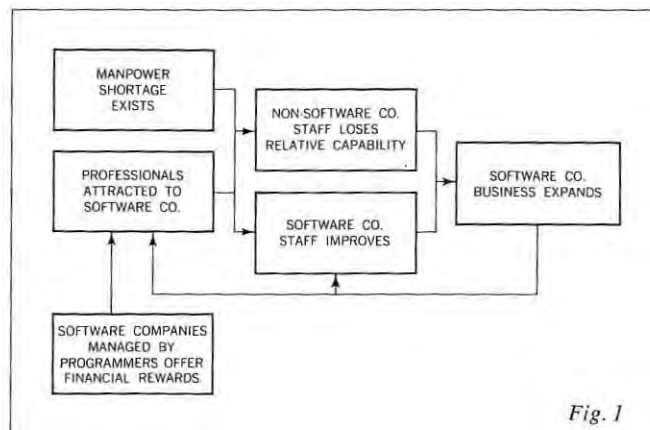 MANPOWER
SHORTAGE
EXISTS
PROFESSIONALS
ATTRACTED TO
SOFTWARE CO.
SOFTWARE COMPANIES
MANAGED BY
PROGRAMMERS OFFER
FINANCIAL REWARDS
NON-SOFTWARE CO.
STAFF LOSES
RELATIVE CAPABILITY
SOFTWARE CO.
STAFF IMPROVES
SOFTWARE CO.
BUSINESS EXPANDS
Fig. 1